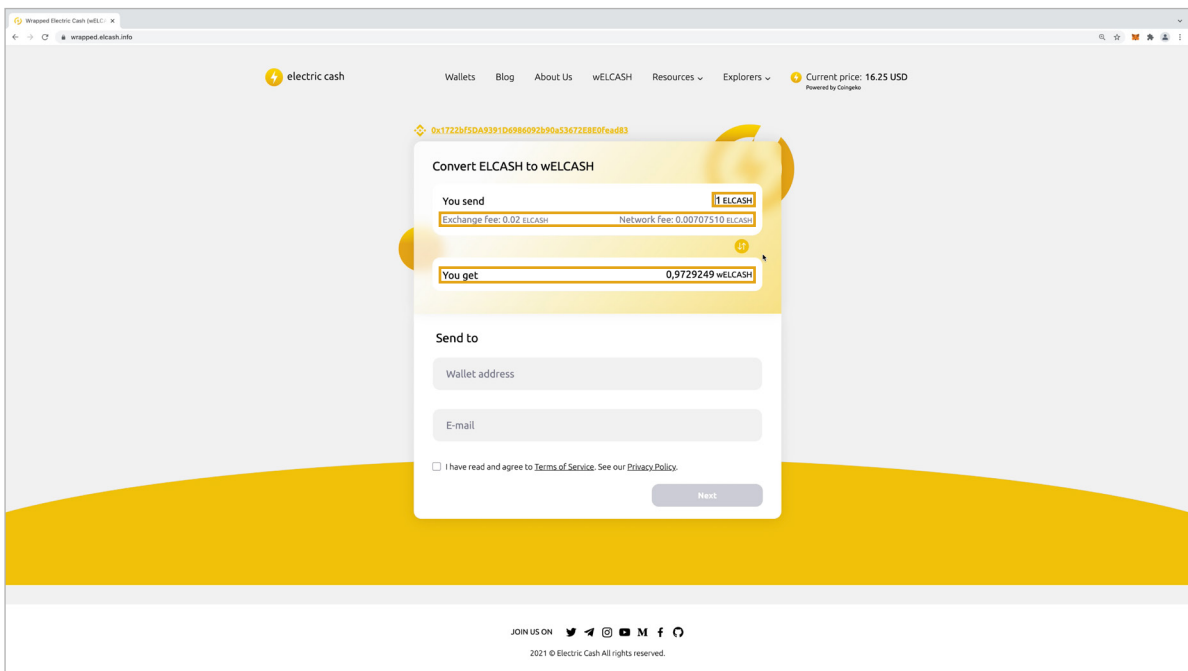 Wrapped Electric Cash (wELC
wrapped.elcash.info
electric cash Wallets Blog About Us wELCASH Resources Explorers Current price: 16.25 USD
Powered by Coingeko
0x1722bf5DA9391D6986092b90a53672E8E0fead83
Convert ELCASH to wELCASH
You send 1 ELCASH
Exchange fee: 0.02 ELCASH Network fee: 0.00707510 ELCASH
You get 0,9729249 wELCASH
Send to
Wallet address
E-mail
I have read and agree to Terms of Service. See our Privacy Policy.
Next
JOIN US ON
2021 © Electric Cash All rights reserved.